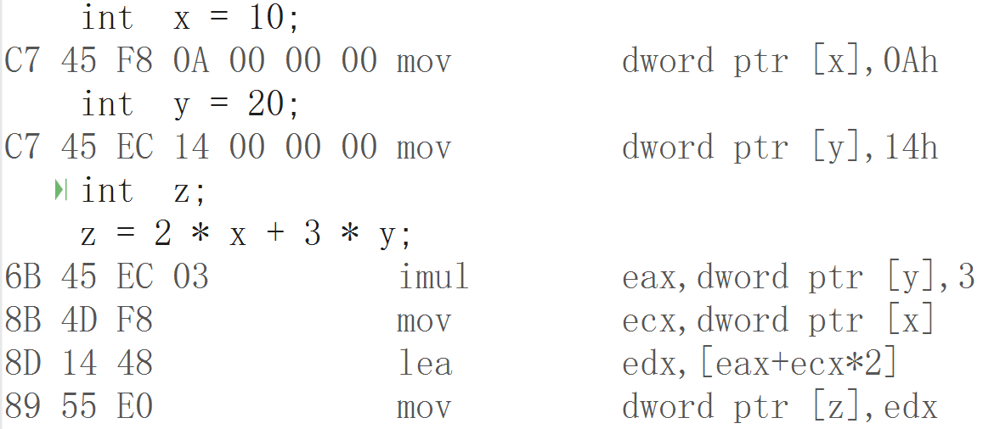 int  x = 10;
C7 45 F8 0A 00 00 00 mov            dword ptr [x],0Ah
int  y = 20;
C7 45 EC 14 00 00 00 mov            dword ptr [y],14h
int  z;
z = 2 * x + 3 * y;
6B 45 EC 03          imul           eax,dword ptr [y],3
8B 4D F8             mov            ecx,dword ptr [x]
8D 14 48             lea            edx,[eax+ecx*2]
89 55 E0             mov            dword ptr [z],edx